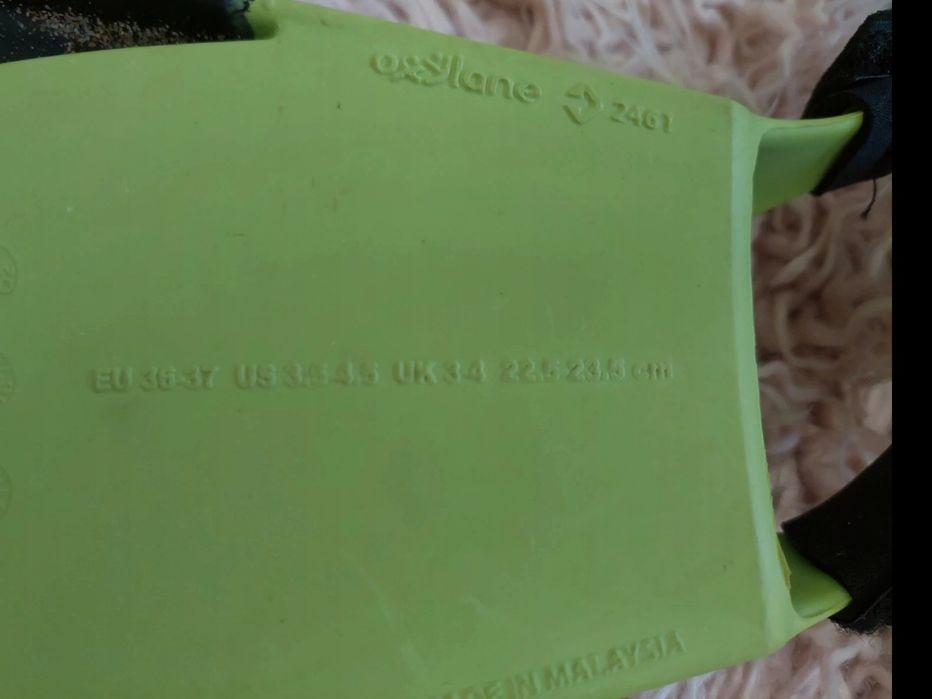 oxylane 2461
EU 36-37 US 3.5-4.5 UK 3-4 22.5-23.5 cm
MADE IN MALAYSIA